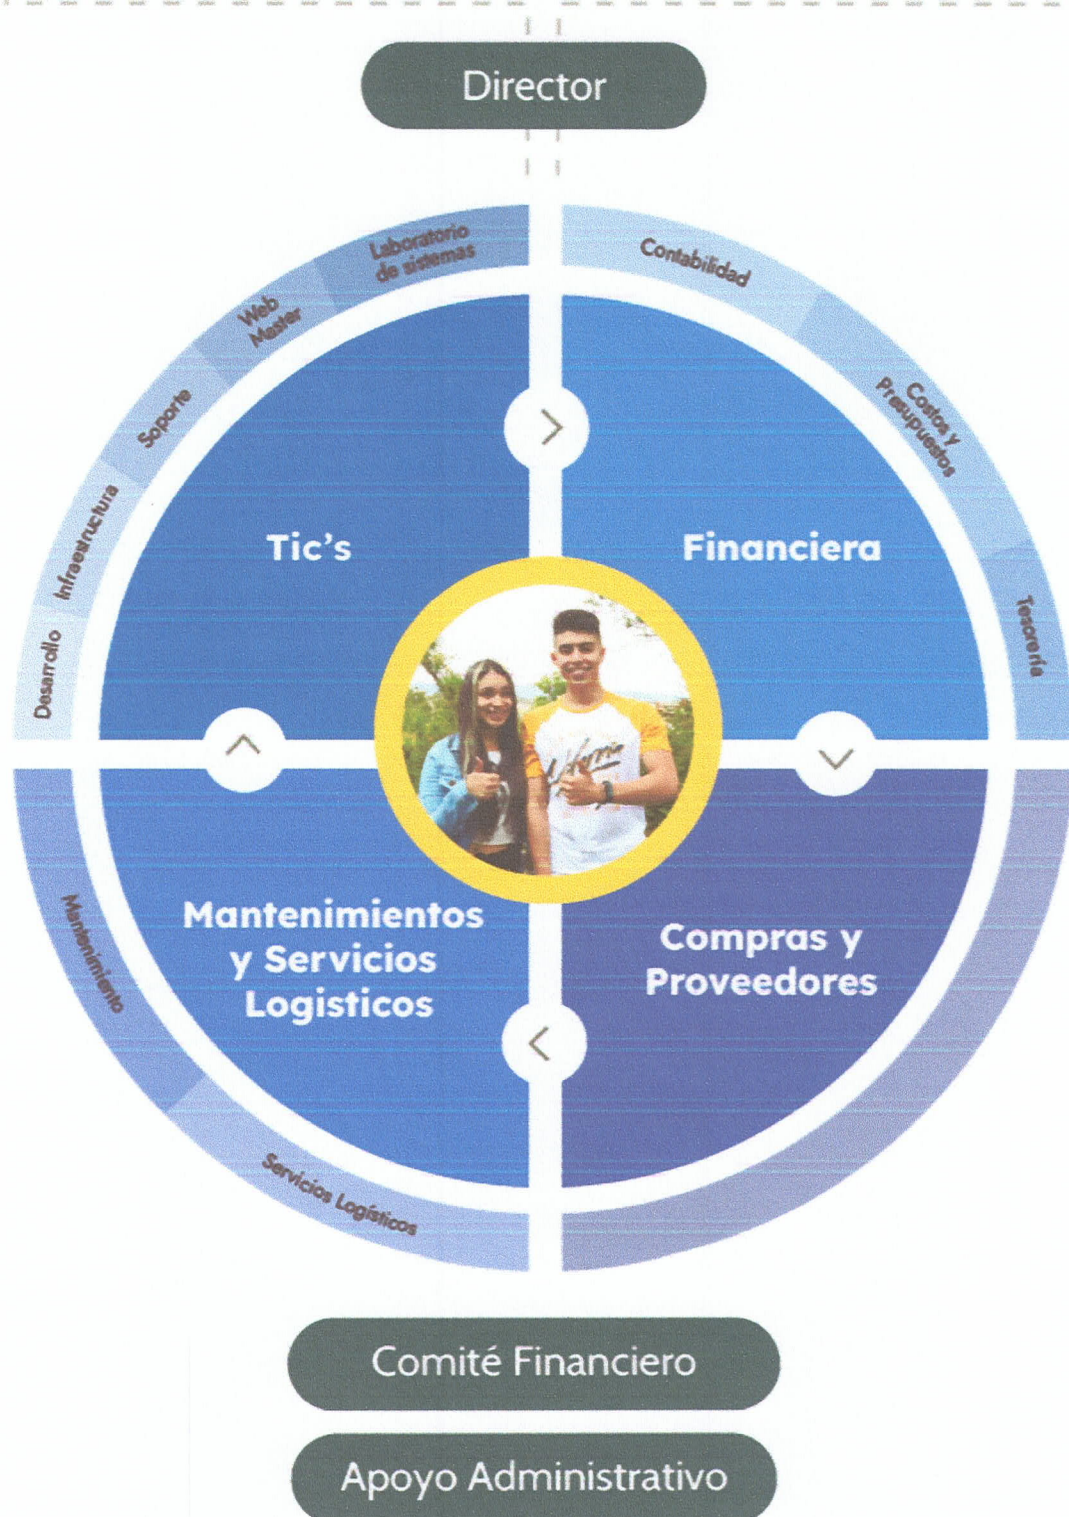 Director
Laboratorio
de sistemas
Web
Master
Soporte
Infraestructura
Desarrollo
Contabilidad
Costos y
Presupuestos
Tesorería
Tic's
Financiera
Mantenimientos
y Servicios
Logisticos
Compras y
Proveedores
Mantenimiento
Servicios Logísticos
Comité Financiero
Apoyo Administrativo